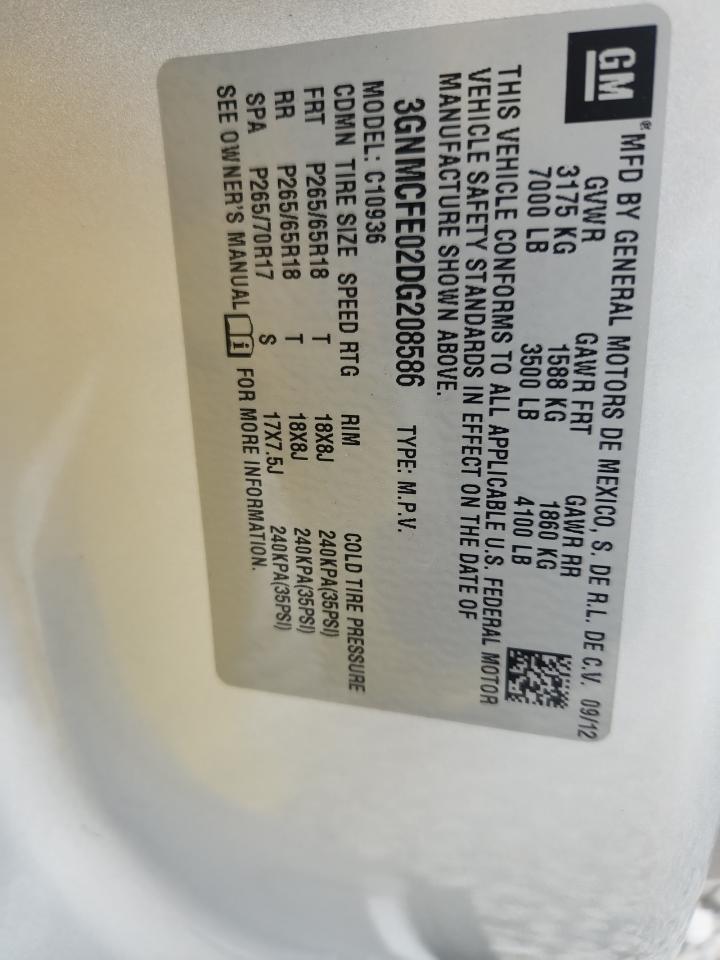 GM®
MFD BY GENERAL MOTORS DE MEXICO, S. DE R.L. DE C.V. 09/12
GVWR GAWR FRT GAWR RR
3175 KG 1588 KG 1860 KG
7000 LB 3500 LB 4100 LB
THIS VEHICLE CONFORMS TO ALL APPLICABLE U.S. FEDERAL MOTOR
VEHICLE SAFETY STANDARDS IN EFFECT ON THE DATE OF
MANUFACTURE SHOWN ABOVE.
3GNMCFE02DG208586 TYPE: M.P.V.
MODEL: C10936
CDMN TIRE SIZE SPEED RTG RIM COLD TIRE PRESSURE
FRT P265/65R18 T 18X8J 240KPA(35PSI)
RR P265/65R18 T 18X8J 240KPA(35PSI)
SPA P265/70R17 S 17X7.5J 240KPA(35PSI)
SEE OWNER'S MANUAL i FOR MORE INFORMATION.